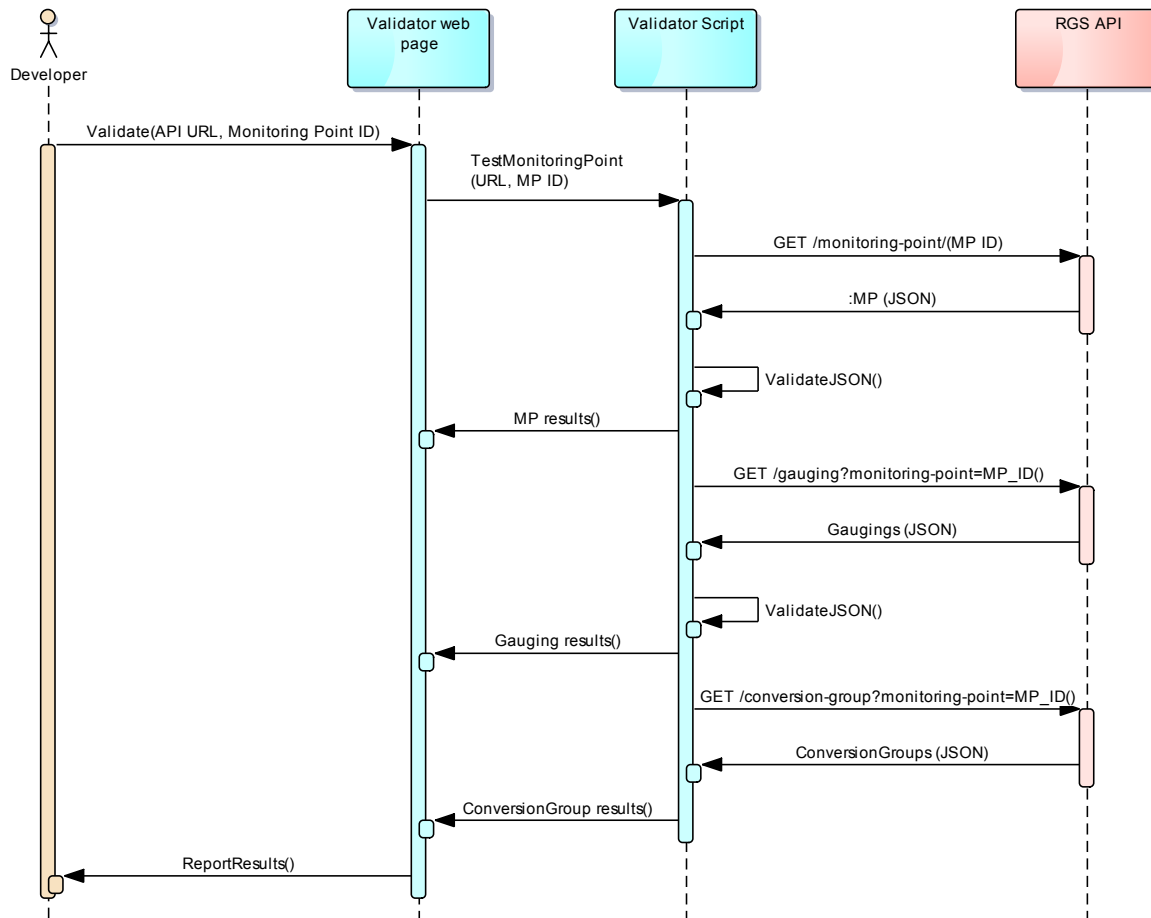 Validator web
page
Validator Script
RGS API
Developer
Validate(API URL, Monitoring Point ID)
TestMonitoringPoint
(URL, MP ID)
GET /monitoring-point/(MP ID)
:MP (JSON)
ValidateJSON()
MP results()
GET /gauging?monitoring-point=MP_ID()
Gaugings (JSON)
ValidateJSON()
Gauging results()
GET /conversion-group?monitoring-point=MP_ID()
ConversionGroups (JSON)
ConversionGroup results()
ReportResults()